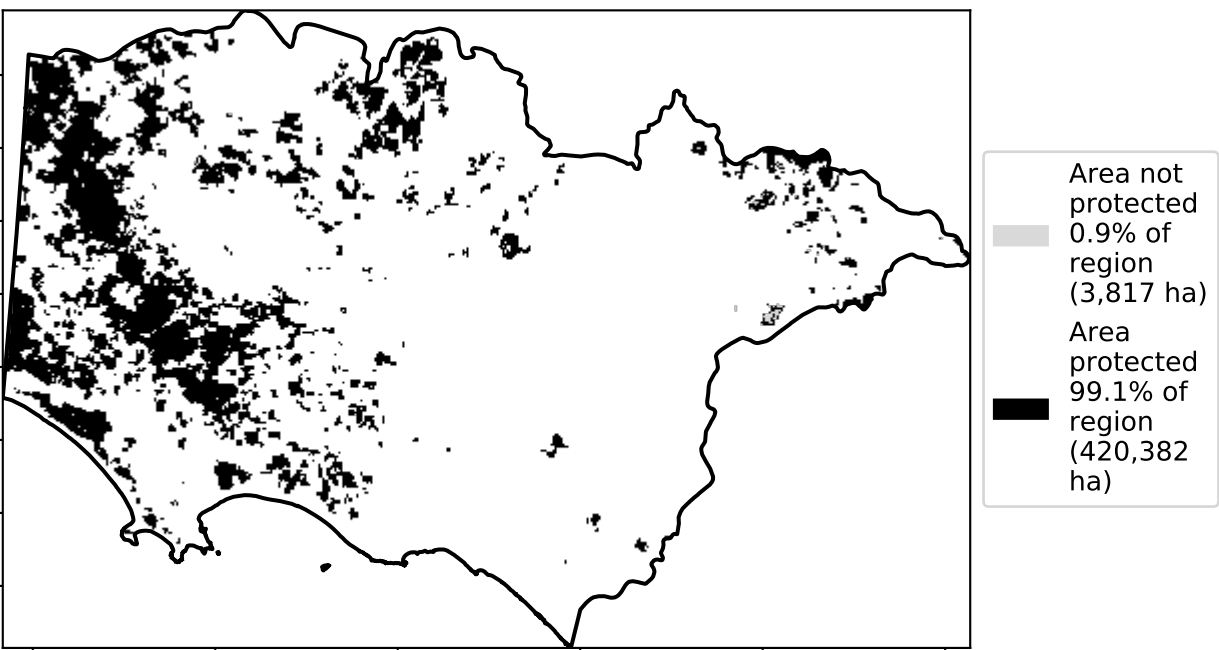 Area not
protected
0.9% of
region
(3,817 ha)
Area
protected
99.1% of
region
(420,382
ha)